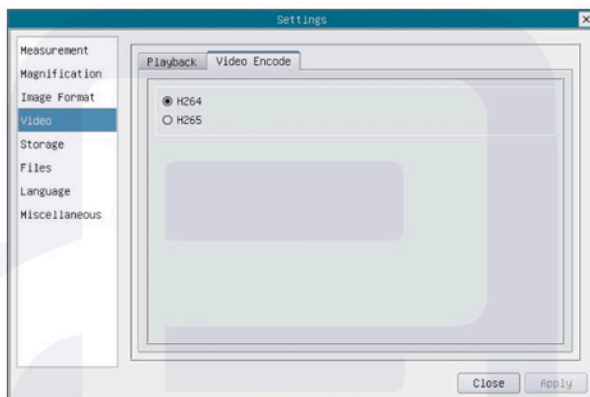 Settings
Measurement
Magnification
Image Format
Video
Storage
Files
Language
Miscellaneous
Playback Video Encode
H264
H265
Close Apply